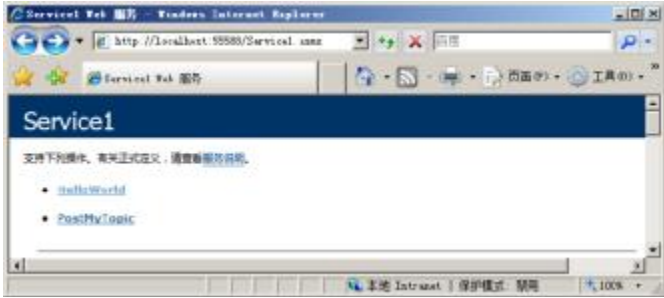 Service1 Web 服务 - Windows Internet Explorer
http://localhost:55588/Service1.asmx
百度
Service1 Web 服务
页面(P)
工具(O)
Service1
支持下列操作。有关正式定义，请查看服务说明。
HelloWorld
PostMyTopic
本地 Intranet | 保护模式: 禁用
100%